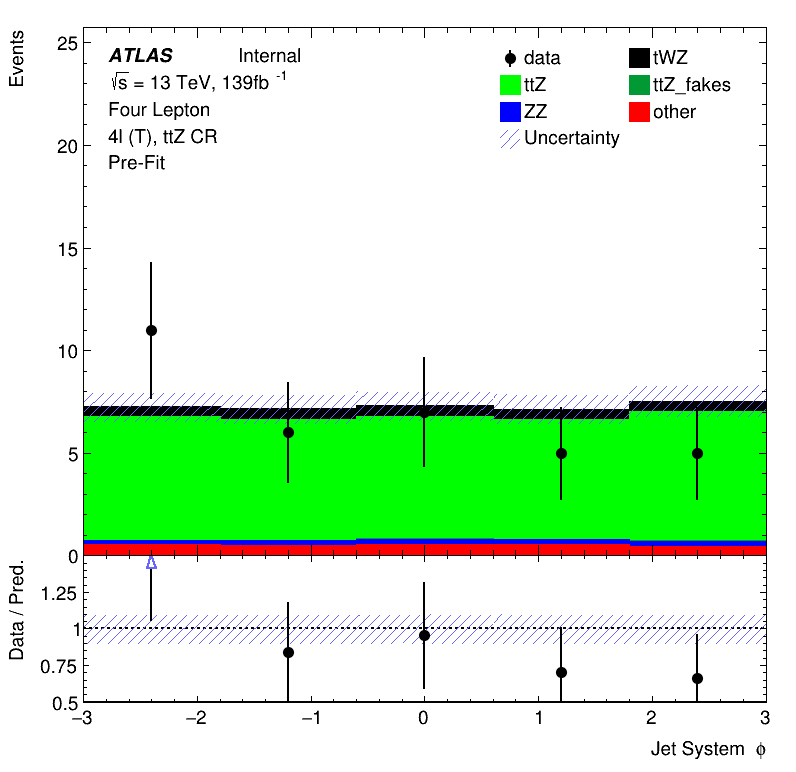 Events
25
20
15
10
5
0
ATLAS Internal
√s = 13 TeV, 139fb⁻¹
Four Lepton
4l (T), ttZ CR
Pre-Fit
data
tWZ
ttZ
ttZ_fakes
ZZ
other
Uncertainty
Data / Pred.
1.25
1
0.75
0.5
−3 −2 −1 0 1 2 3
Jet System ϕ